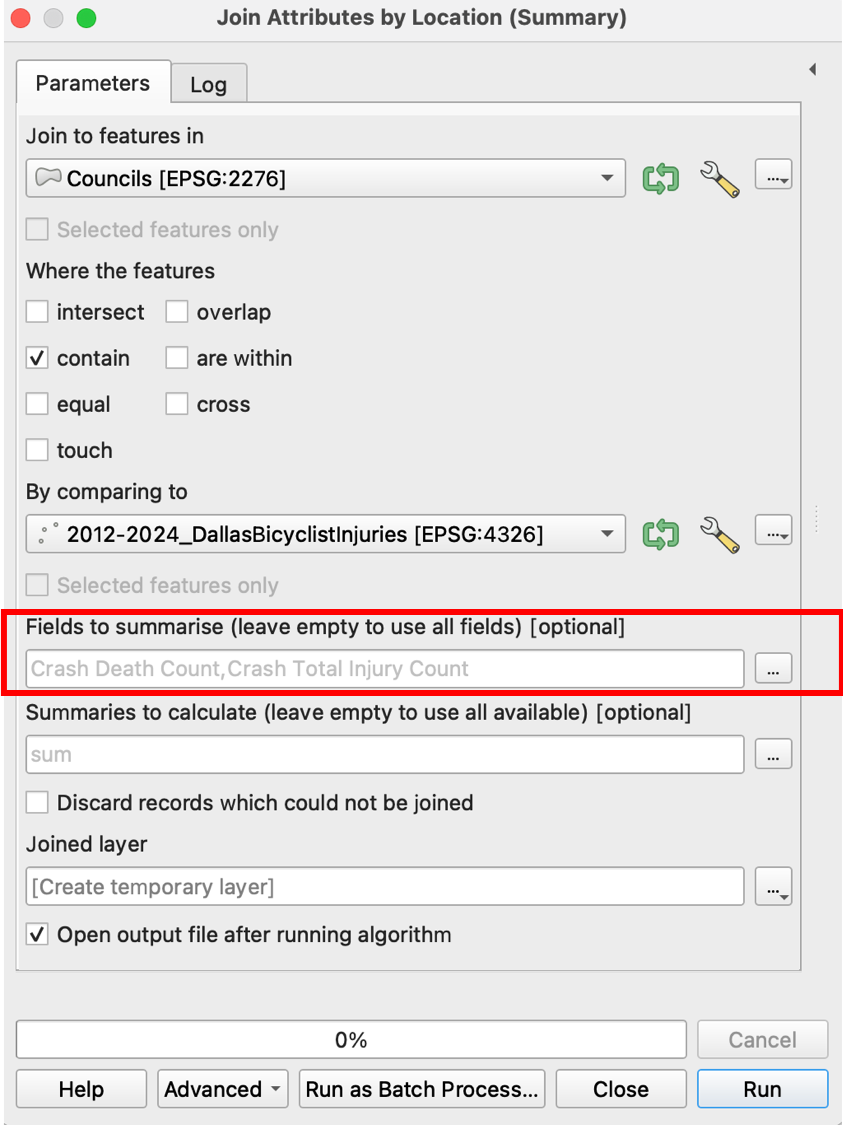 Join Attributes by Location (Summary)
Parameters
Log
Join to features in
Councils [EPSG:2276]
...
Selected features only
Where the features
intersect
overlap
contain
are within
equal
cross
touch
By comparing to
2012-2024_DallasBicyclistInjuries [EPSG:4326]
...
Selected features only
Fields to summarise (leave empty to use all fields) [optional]
Crash Death Count,Crash Total Injury Count
...
Summaries to calculate (leave empty to use all available) [optional]
sum
...
Discard records which could not be joined
Joined layer
[Create temporary layer]
...
Open output file after running algorithm
0%
Cancel
Help
Advanced
Run as Batch Process...
Close
Run